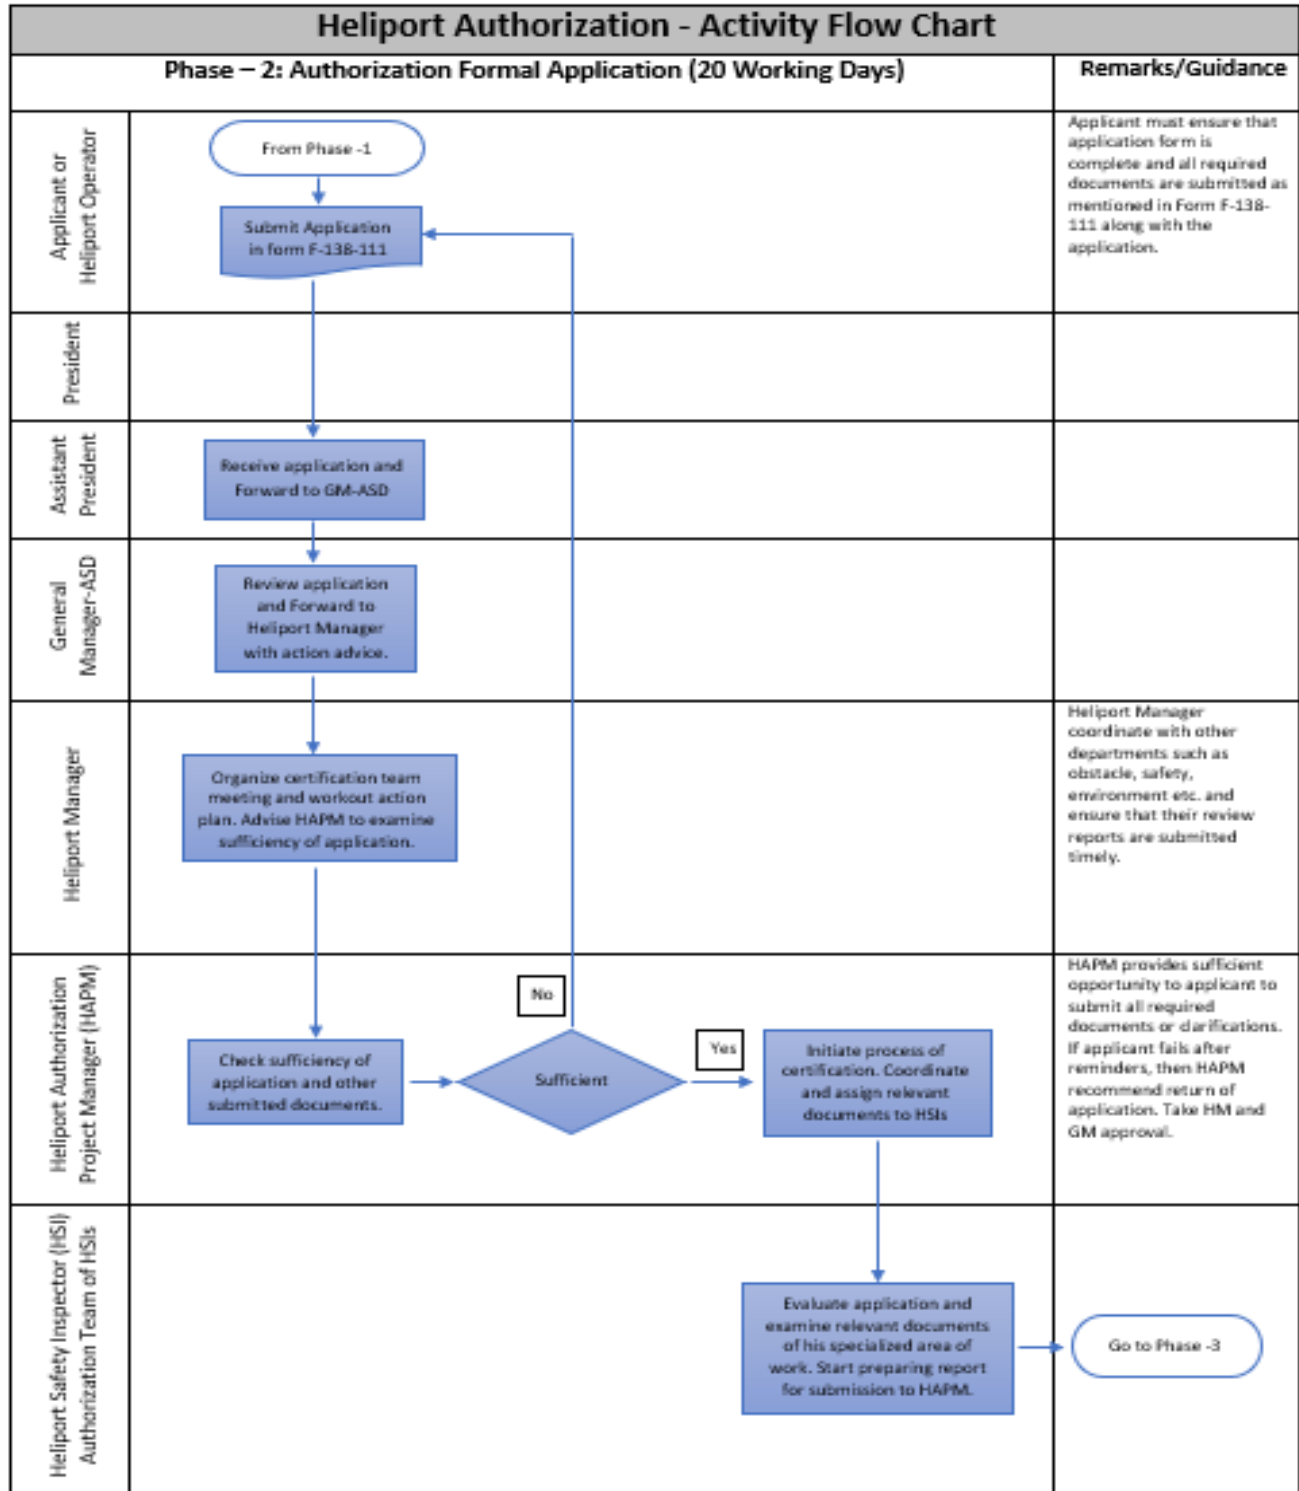 Heliport Authorization - Activity Flow Chart
Phase – 2: Authorization Formal Application (20 Working Days)
Remarks/Guidance
Applicant or
Heliport Operator
From Phase -1
Submit Application
in form F-138-111
Applicant must ensure that
application form is
complete and all required
documents are submitted as
mentioned in Form F-138-
111 along with the
application.
President
Assistant
President
Receive application and
Forward to GM-ASD
General
Manager-ASD
Review application
and Forward to
Heliport Manager
with action advice.
Heliport Manager
Organize certification team
meeting and workout action
plan. Advise HAPM to examine
sufficiency of application.
Heliport Manager
coordinate with other
departments such as
obstacle, safety,
environment etc. and
ensure that their review
reports are submitted
timely.
Heliport Authorization
Project Manager (HAPM)
Check sufficiency of
application and other
submitted documents.
Sufficient
No
Yes
Initiate process of
certification. Coordinate
and assign relevant
documents to HSIs
HAPM provides sufficient
opportunity to applicant to
submit all required
documents or clarifications.
If applicant fails after
reminders, then HAPM
recommend return of
application. Take HM and
GM approval.
Heliport Safety Inspector (HSI)
Authorization Team of HSIs
Evaluate application and
examine relevant documents
of his specialized area of
work. Start preparing report
for submission to HAPM.
Go to Phase -3